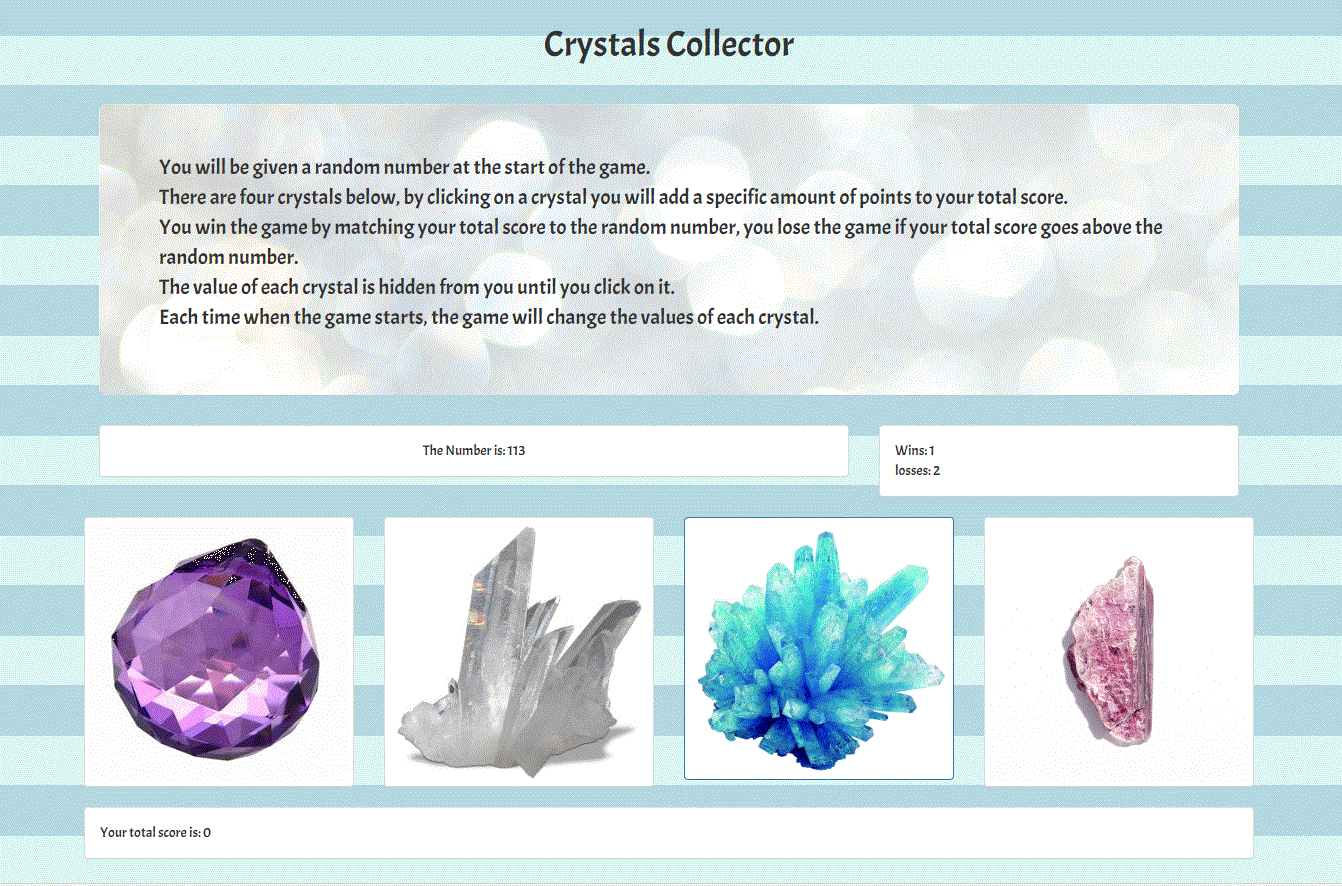 Crystals Collector
You will be given a random number at the start of the game.
There are four crystals below, by clicking on a crystal you will add a specific amount of points to your total score.
You win the game by matching your total score to the random number, you lose the game if your total score goes above the
random number.
The value of each crystal is hidden from you until you click on it.
Each time when the game starts, the game will change the values of each crystal.
The Number is: 113
Wins: 1
losses: 2
Your total score is: 0